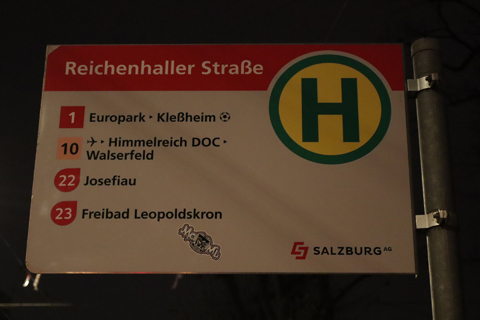 Reichenhaller Straße
H
1 Europark · Kleßheim
10 · Himmelreich DOC ·
Walserfeld
22 Josefiau
23 Freibad Leopoldskron
SALZBURG AG